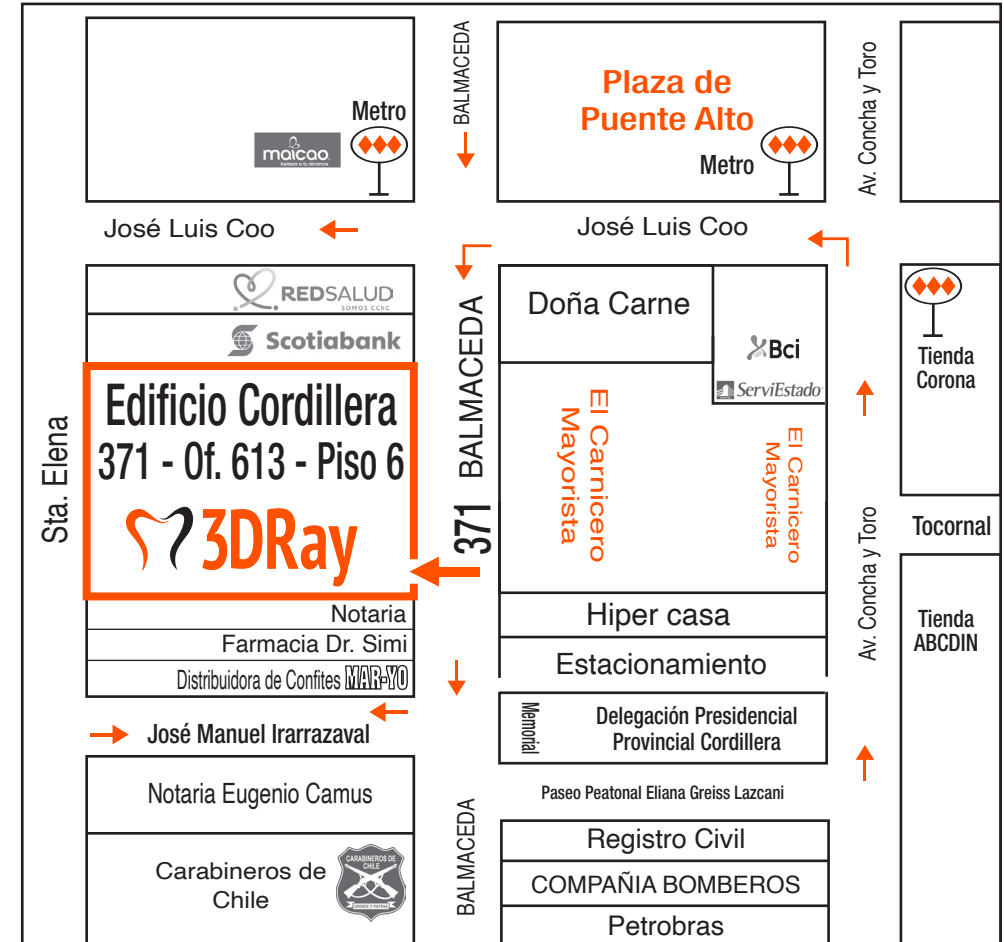 Metro
maicao
belleza a tu alcance
BALMACEDA
Plaza de
Puente Alto
Metro
Av. Concha y Toro
José Luis Coo
José Luis Coo
REDSALUD
SOMOS CChC
Scotiabank
Edificio Cordillera
371 - Of. 613 - Piso 6
3DRay
Notaria
Farmacia Dr. Simi
Distribuidora de Confites MAR-YO
Sta. Elena
371 BALMACEDA
Doña Carne
Bci
ServiEstado
El Carnicero
Mayorista
El Carnicero
Mayorista
Hiper casa
Estacionamiento
Tienda
Corona
Tocornal
Av. Concha y Toro
Tienda
ABCDIN
José Manuel Irarrazaval
Memorial
Delegación Presidencial
Provincial Cordillera
Paseo Peatonal Eliana Greiss Lazcani
Notaria Eugenio Camus
Carabineros de
Chile
CARABINEROS DE
CHILE
ORDEN Y PATRIA
BALMACEDA
Registro Civil
COMPAÑIA BOMBEROS
Petrobras